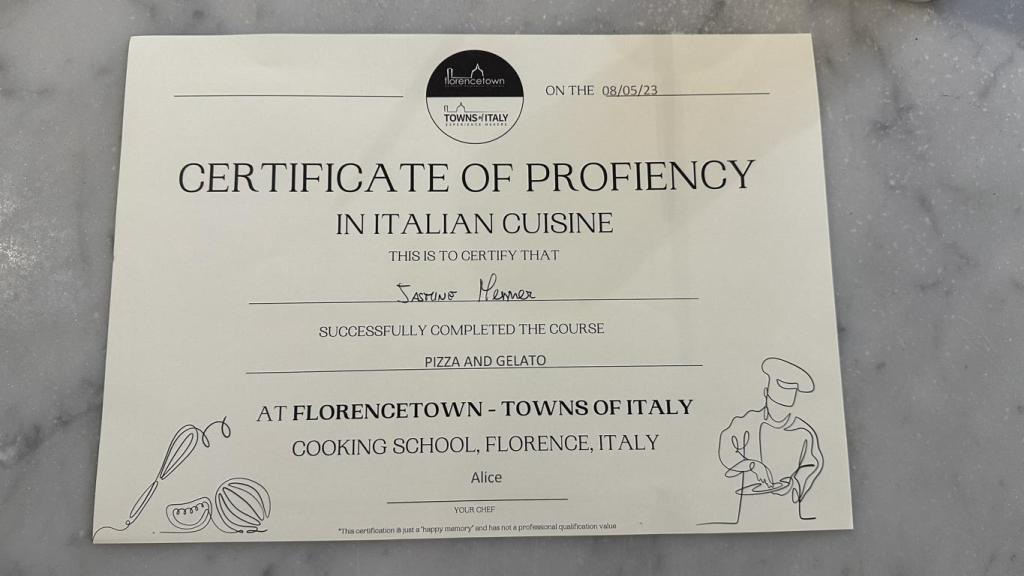 florencetown
TOWNS of ITALY
EXPERIENCE MAKERS
ON THE 08/05/23
CERTIFICATE OF PROFIENCY
IN ITALIAN CUISINE
THIS IS TO CERTIFY THAT
JASMINE
SUCCESSFULLY COMPLETED THE COURSE
PIZZA AND GELATO
AT FLORENCETOWN - TOWNS OF ITALY
COOKING SCHOOL, FLORENCE, ITALY
Alice
YOUR CHEF
*This certification is just a "happy memory" and has not a professional qualification value